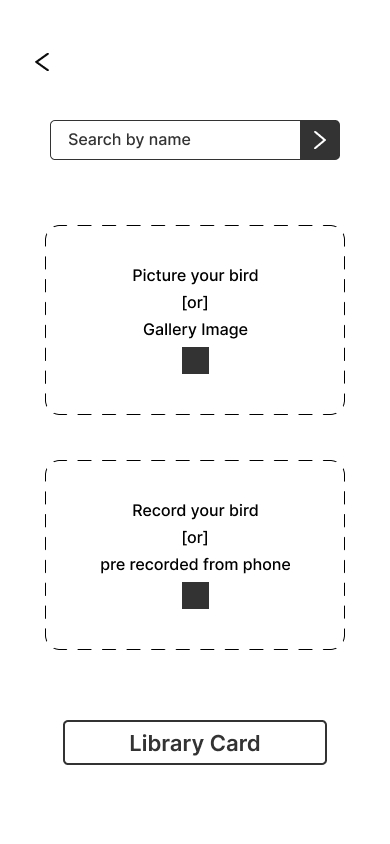 Search by name
Picture your bird
[or]
Gallery Image
Record your bird
[or]
pre recorded from phone
Library Card